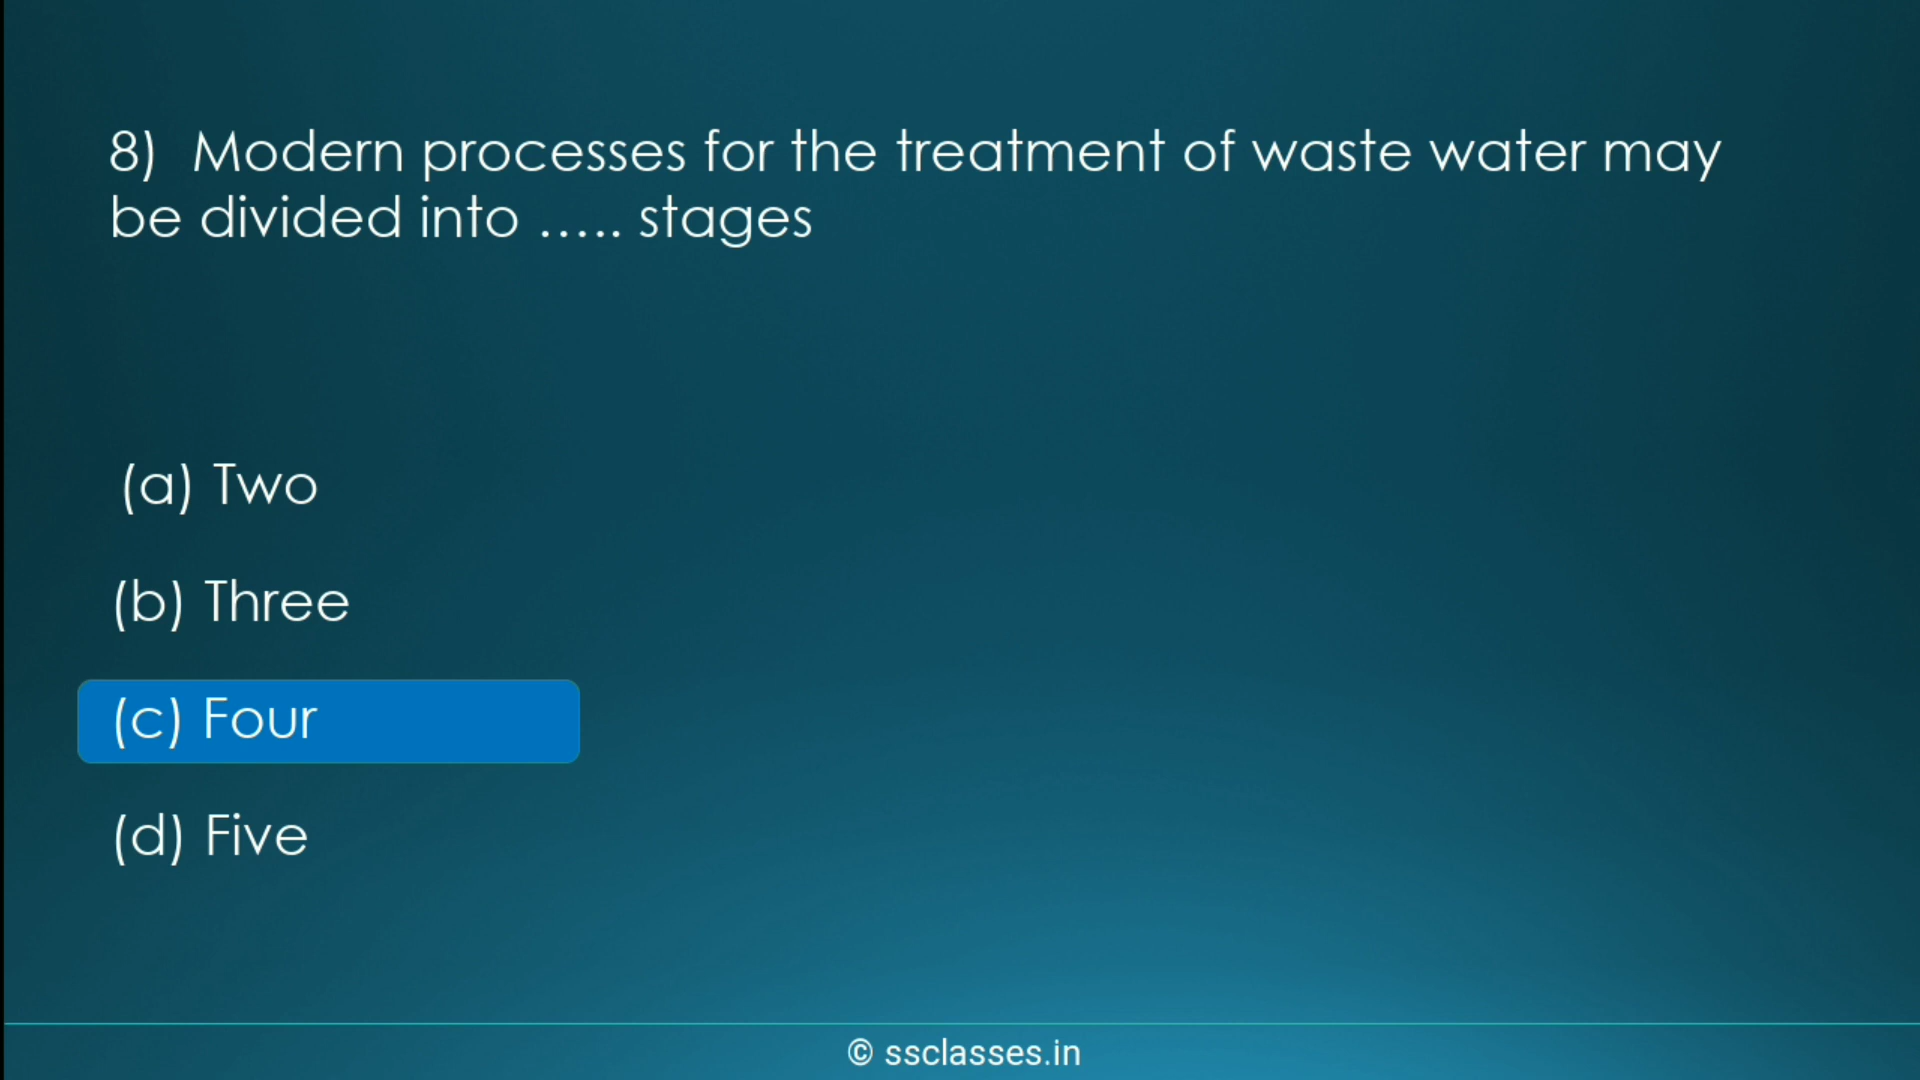 8) Modern processes for the treatment of waste water may
be divided into ..... stages
(a) Two
(b) Three
(c) Four
(d) Five
© ssclasses.in